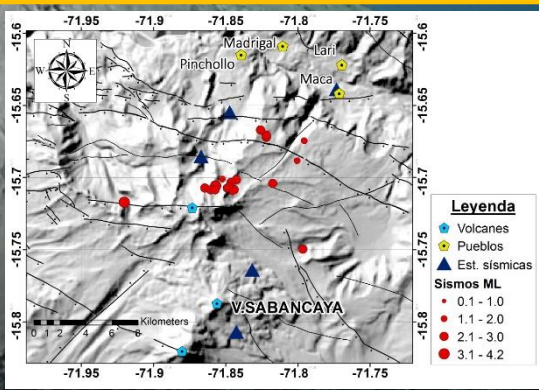 -71.95 -71.9 -71.85 -71.8 -71.75
-15.6 -15.6
Madrigal
Lari
Pinchollo
Maca
N
W E
S
-15.65 -15.65
-15.7 -15.7
-15.75 -15.75
V.SABANCAYA
-15.8 -15.8
Kilometers
0 1 2 4 6 8
-71.95 -71.9 -71.85 -71.8 -71.75
Leyenda
Volcanes
Pueblos
Est. sísmicas
Sismos ML
0.1 - 1.0
1.1 - 2.0
2.1 - 3.0
3.1 - 4.2